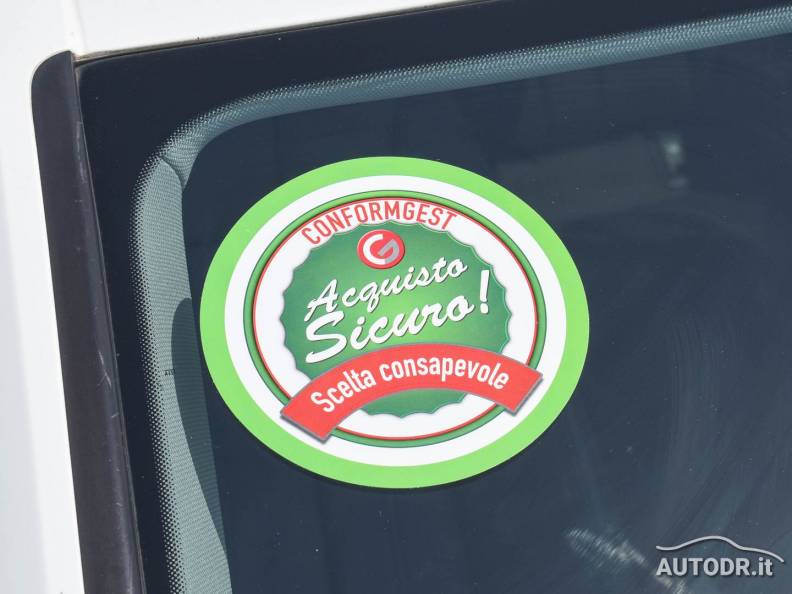 CONFORMGEST
Acquisto
Sicuro!
Scelta consapevole
AUTODR.it